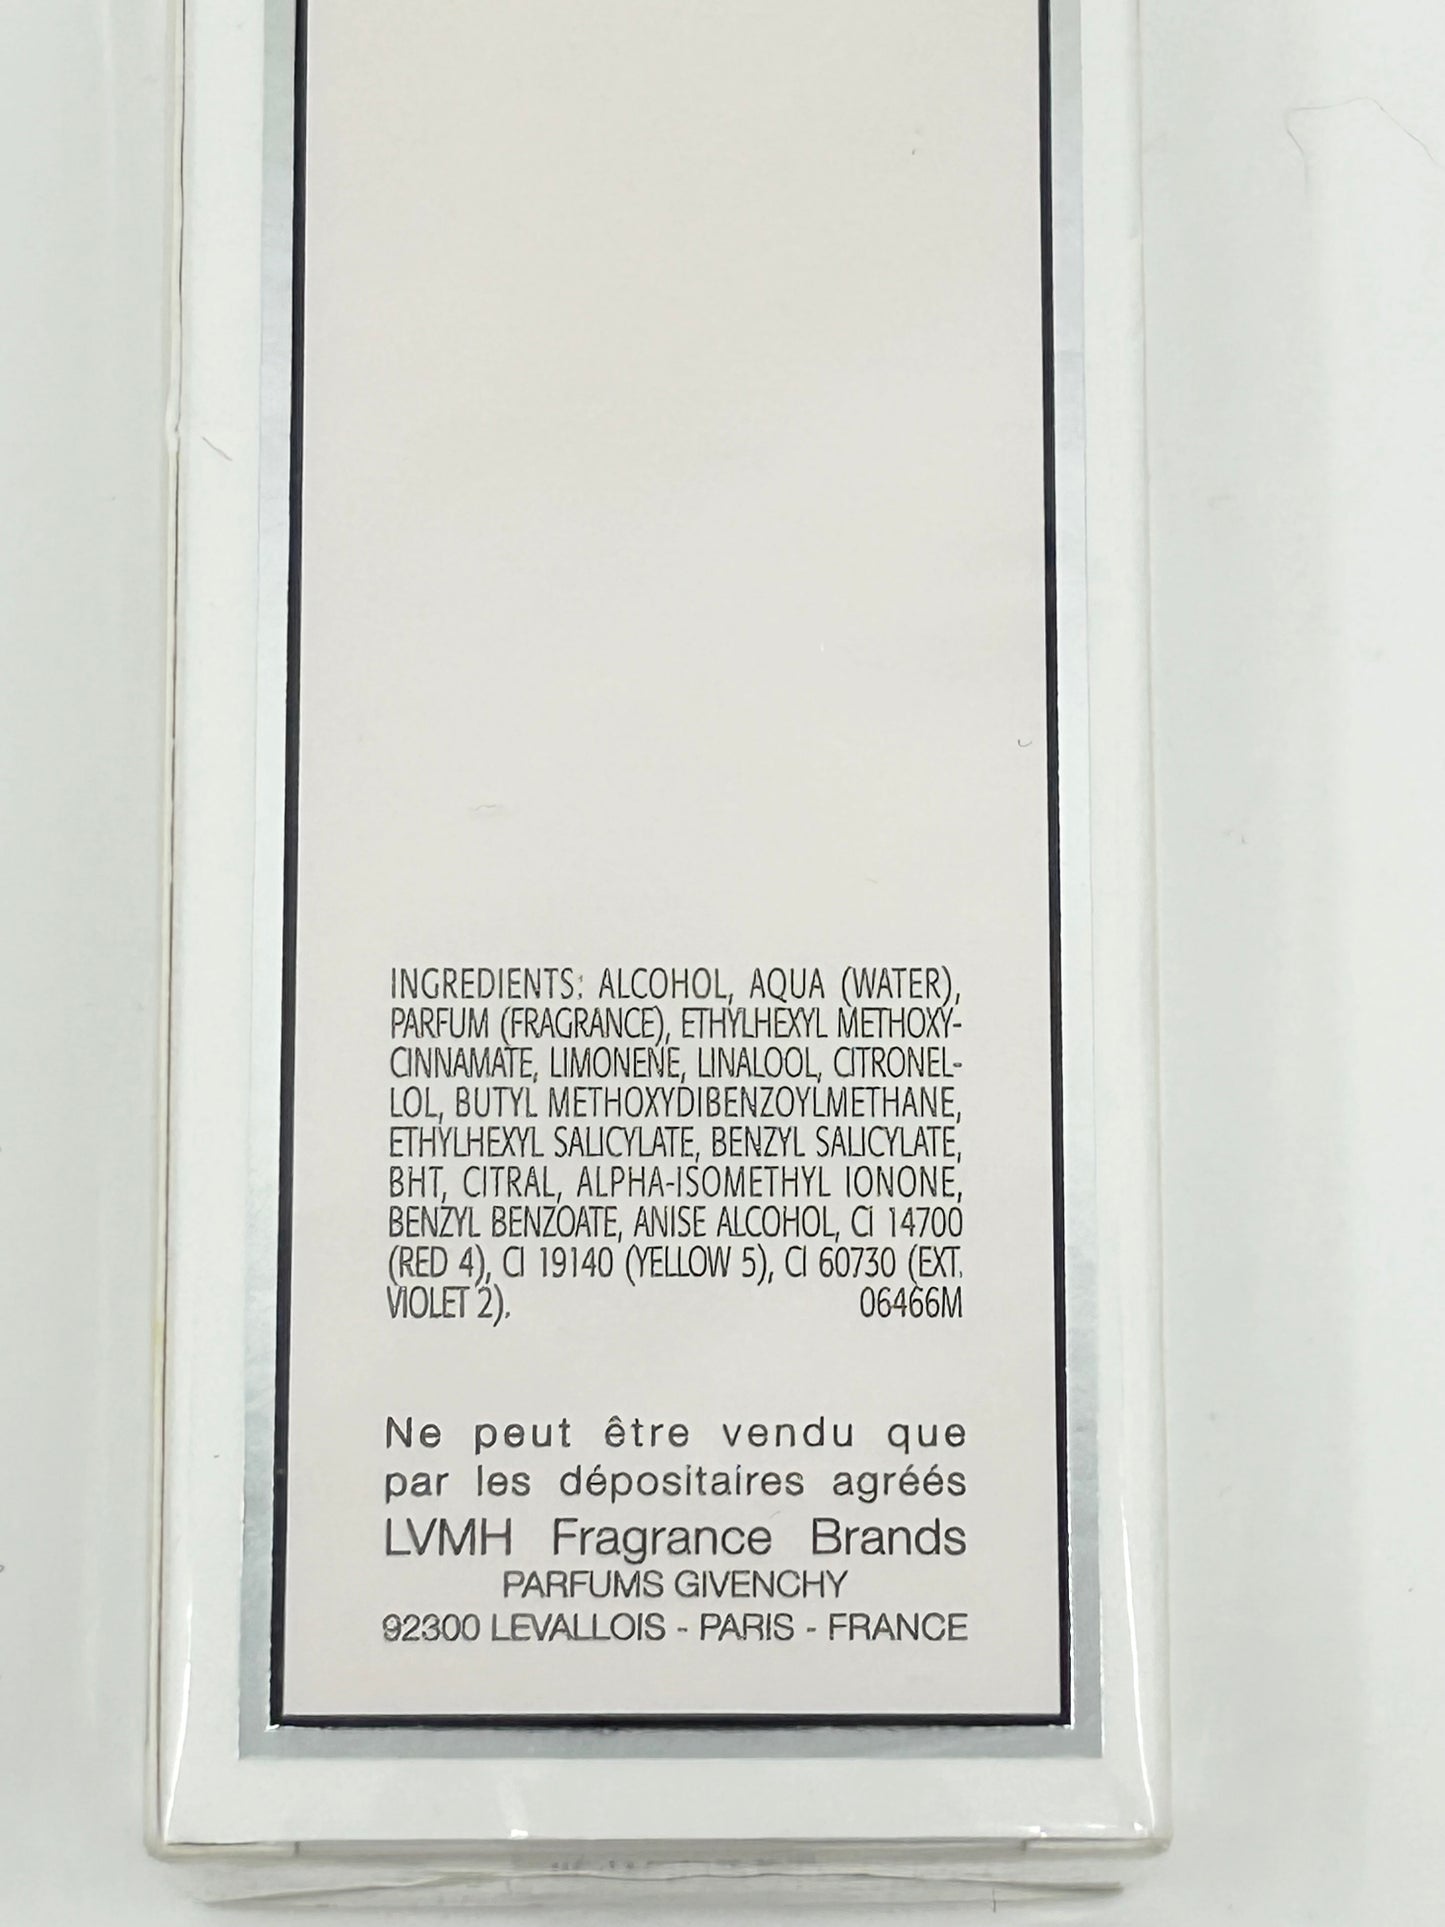 INGREDIENTS: ALCOHOL, AQUA (WATER),
PARFUM (FRAGRANCE), ETHYLHEXYL METHOXY-
CINNAMATE, LIMONENE, LINALOOL, CITRONEL-
LOL, BUTYL METHOXYDIBENZOYLMETHANE,
ETHYLHEXYL SALICYLATE, BENZYL SALICYLATE,
BHT, CITRAL, ALPHA-ISOMETHYL IONONE,
BENZYL BENZOATE, ANISE ALCOHOL, CI 14700
(RED 4), CI 19140 (YELLOW 5), CI 60730 (EXT.
VIOLET 2). 06466M
Ne peut être vendu que
par les dépositaires agréés
LVMH Fragrance Brands
PARFUMS GIVENCHY
92300 LEVALLOIS - PARIS - FRANCE